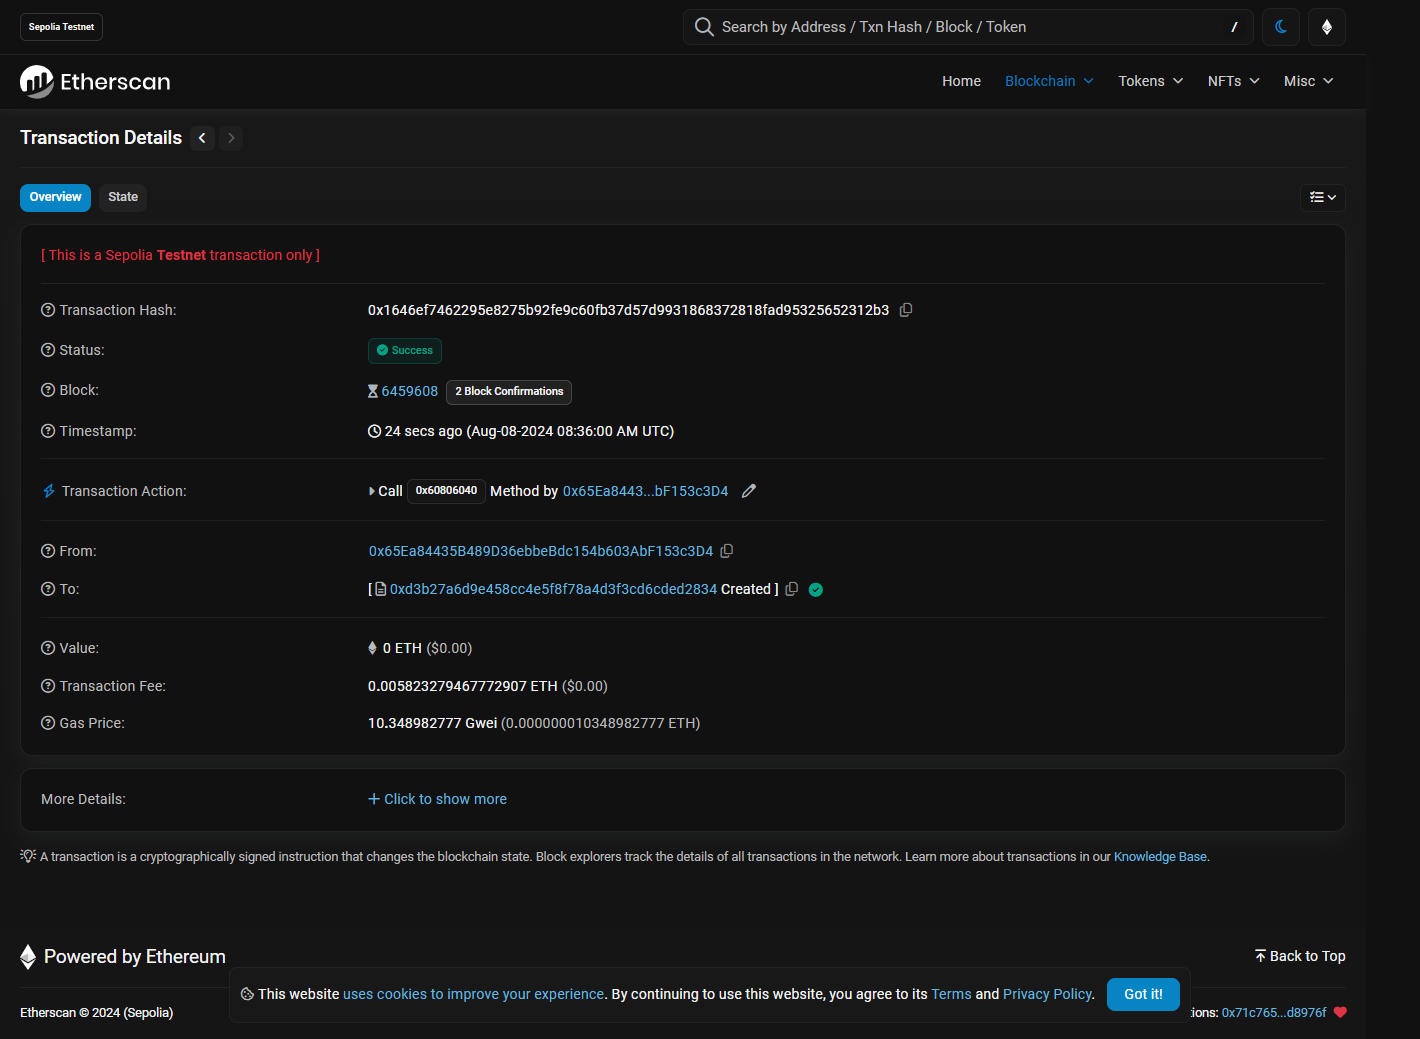 Sepolia Testnet
Search by Address / Txn Hash / Block / Token /
Etherscan
Home Blockchain Tokens NFTs Misc
Transaction Details
Overview State
[ This is a Sepolia Testnet transaction only ]
Transaction Hash: 0x1646ef7462295e8275b92fe9c60fb37d57d9931868372818fad95325652312b3
Status: Success
Block: 6459608 2 Block Confirmations
Timestamp: 24 secs ago (Aug-08-2024 08:36:00 AM UTC)
Transaction Action: Call 0x60806040 Method by 0x65Ea8443...bF153c3D4
From: 0x65Ea84435B489D36ebbeBdc154b603AbF153c3D4
To: [ 0xd3b27a6d9e458cc4e5f8f78a4d3f3cd6cded2834 Created ]
Value: 0 ETH ($0.00)
Transaction Fee: 0.005823279467772907 ETH ($0.00)
Gas Price: 10.348982777 Gwei (0.000000010348982777 ETH)
More Details: + Click to show more
A transaction is a cryptographically signed instruction that changes the blockchain state. Block explorers track the details of all transactions in the network. Learn more about transactions in our Knowledge Base.
Powered by Ethereum
Back to Top
This website uses cookies to improve your experience. By continuing to use this website, you agree to its Terms and Privacy Policy. Got it!
Etherscan © 2024 (Sepolia)
tions: 0x71c765...d8976f